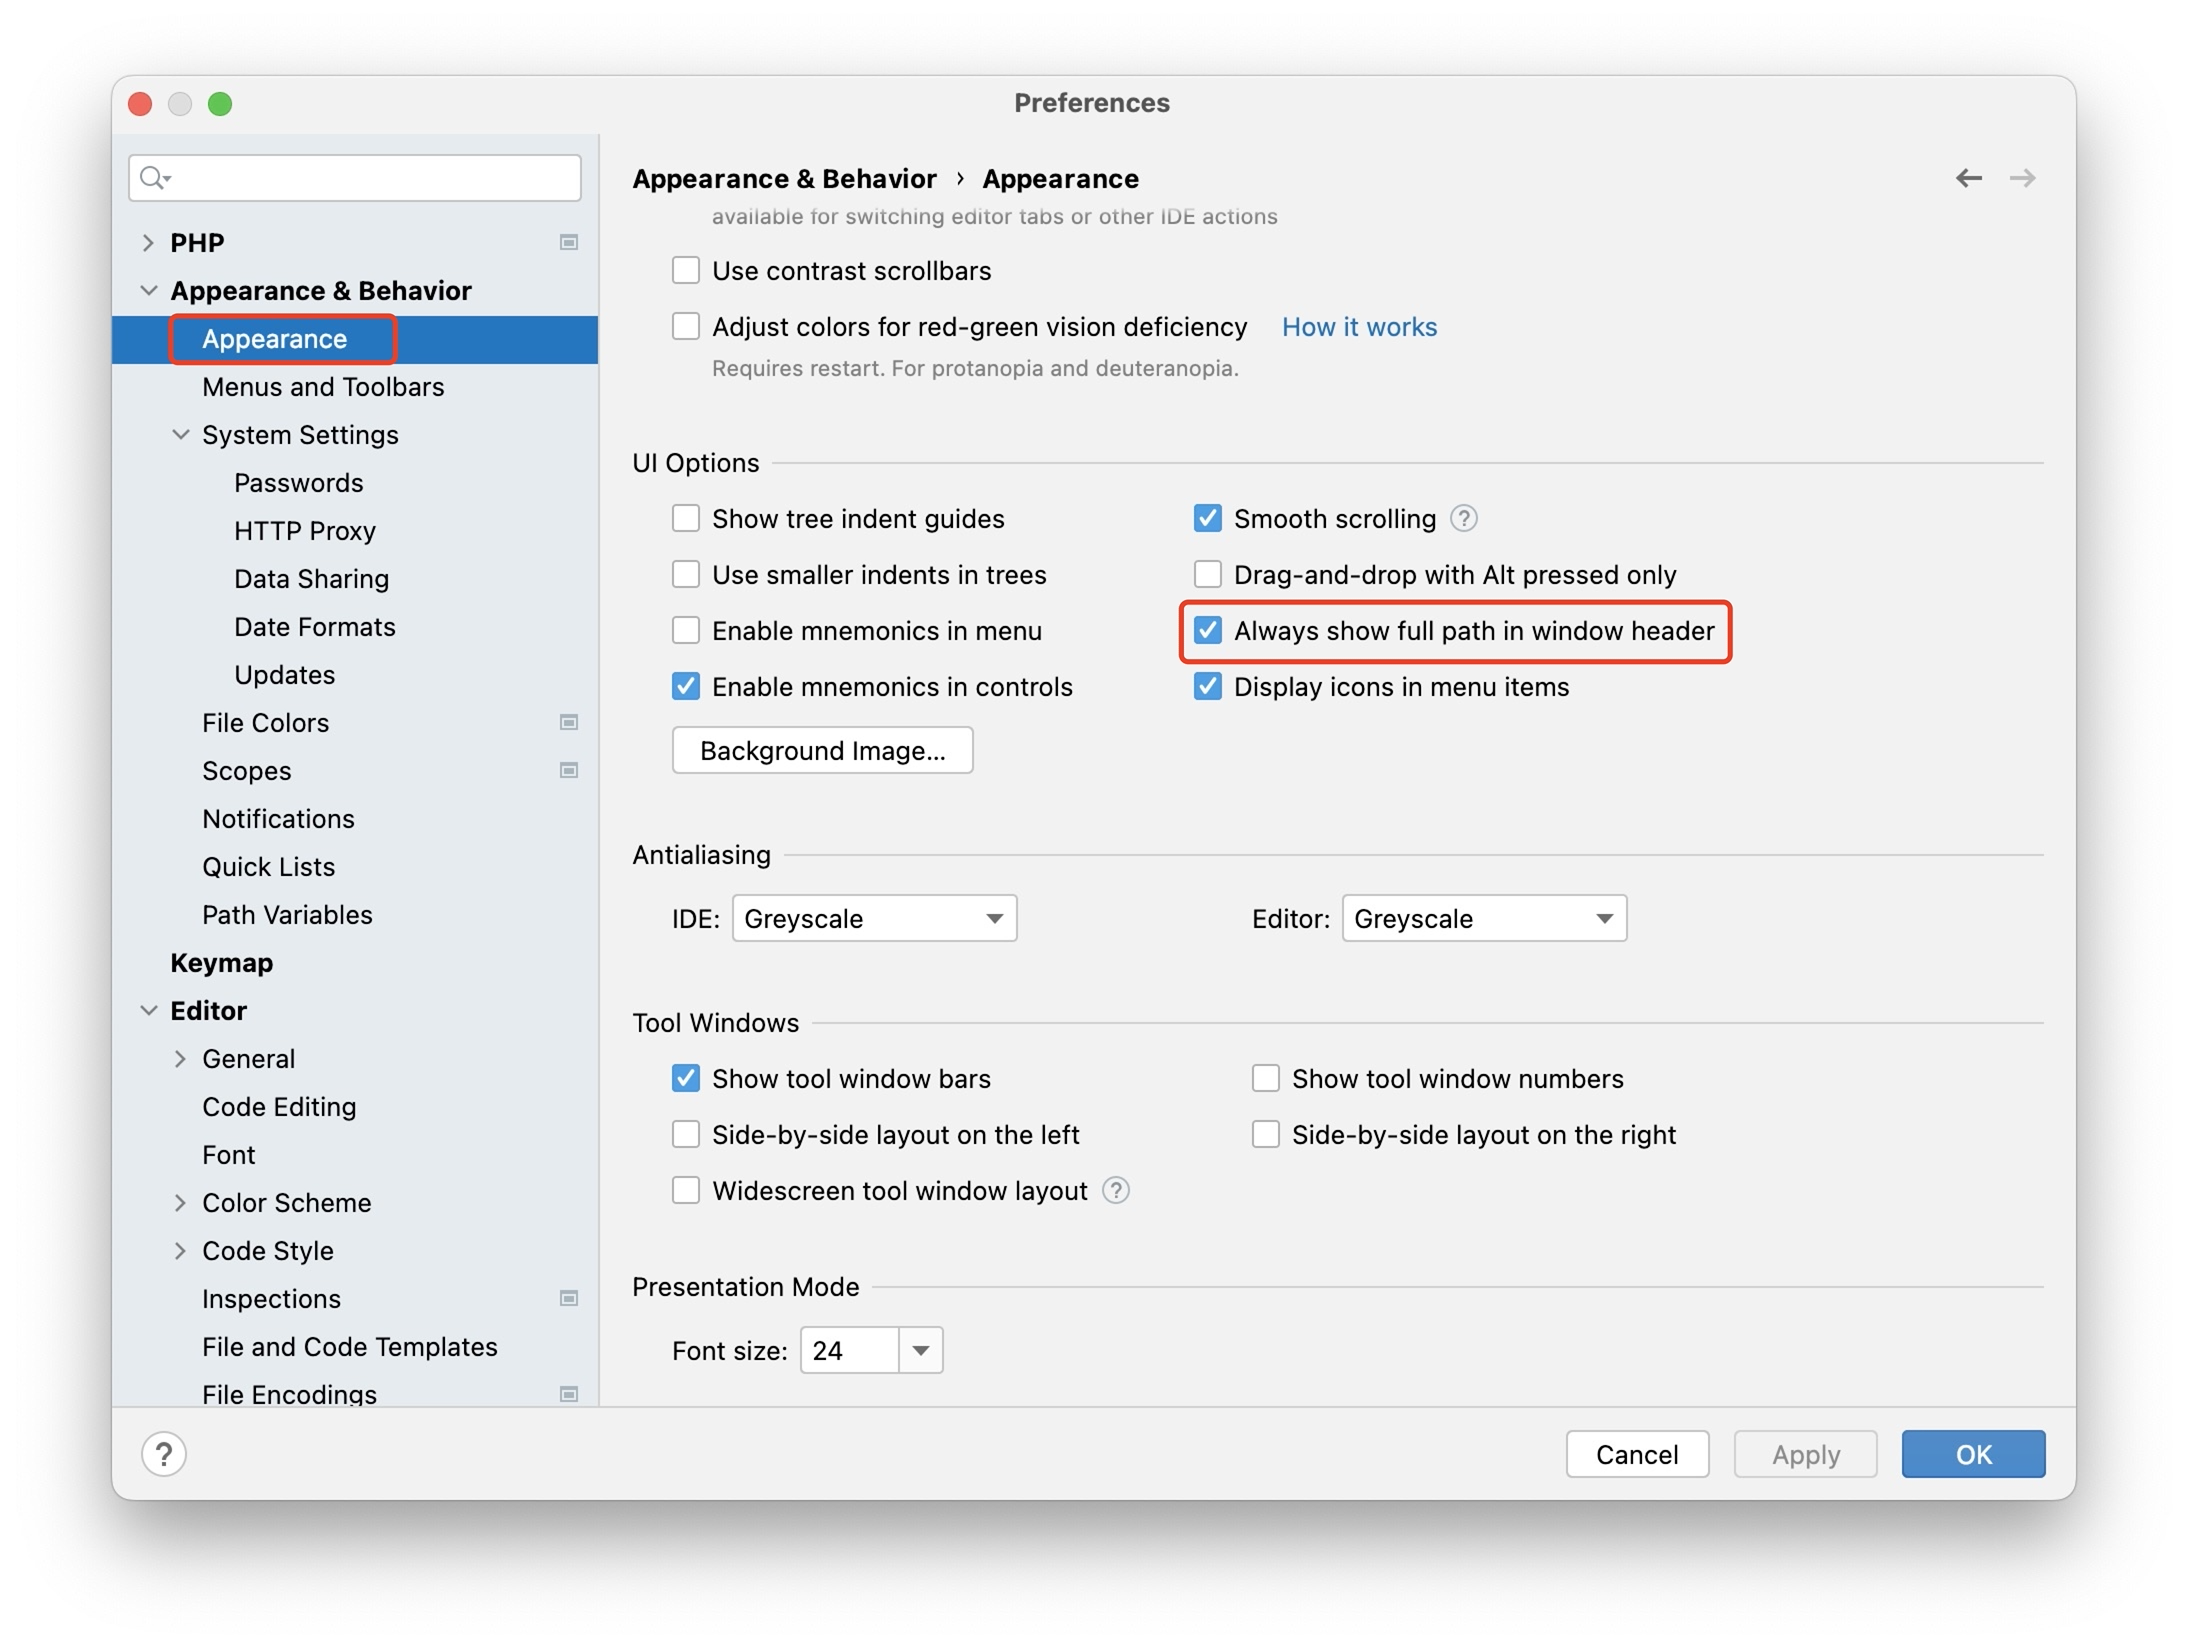 Preferences
PHP
Appearance & Behavior
Appearance
Menus and Toolbars
System Settings
Passwords
HTTP Proxy
Data Sharing
Date Formats
Updates
File Colors
Scopes
Notifications
Quick Lists
Path Variables
Keymap
Editor
General
Code Editing
Font
Color Scheme
Code Style
Inspections
File and Code Templates
File Encodings
Appearance & Behavior › Appearance
available for switching editor tabs or other IDE actions
Use contrast scrollbars
Adjust colors for red-green vision deficiency How it works
Requires restart. For protanopia and deuteranopia.
UI Options
Show tree indent guides Smooth scrolling ?
Use smaller indents in trees Drag-and-drop with Alt pressed only
Enable mnemonics in menu Always show full path in window header
Enable mnemonics in controls Display icons in menu items
Background Image...
Antialiasing
IDE: Greyscale Editor: Greyscale
Tool Windows
Show tool window bars Show tool window numbers
Side-by-side layout on the left Side-by-side layout on the right
Widescreen tool window layout ?
Presentation Mode
Font size: 24
? Cancel Apply OK